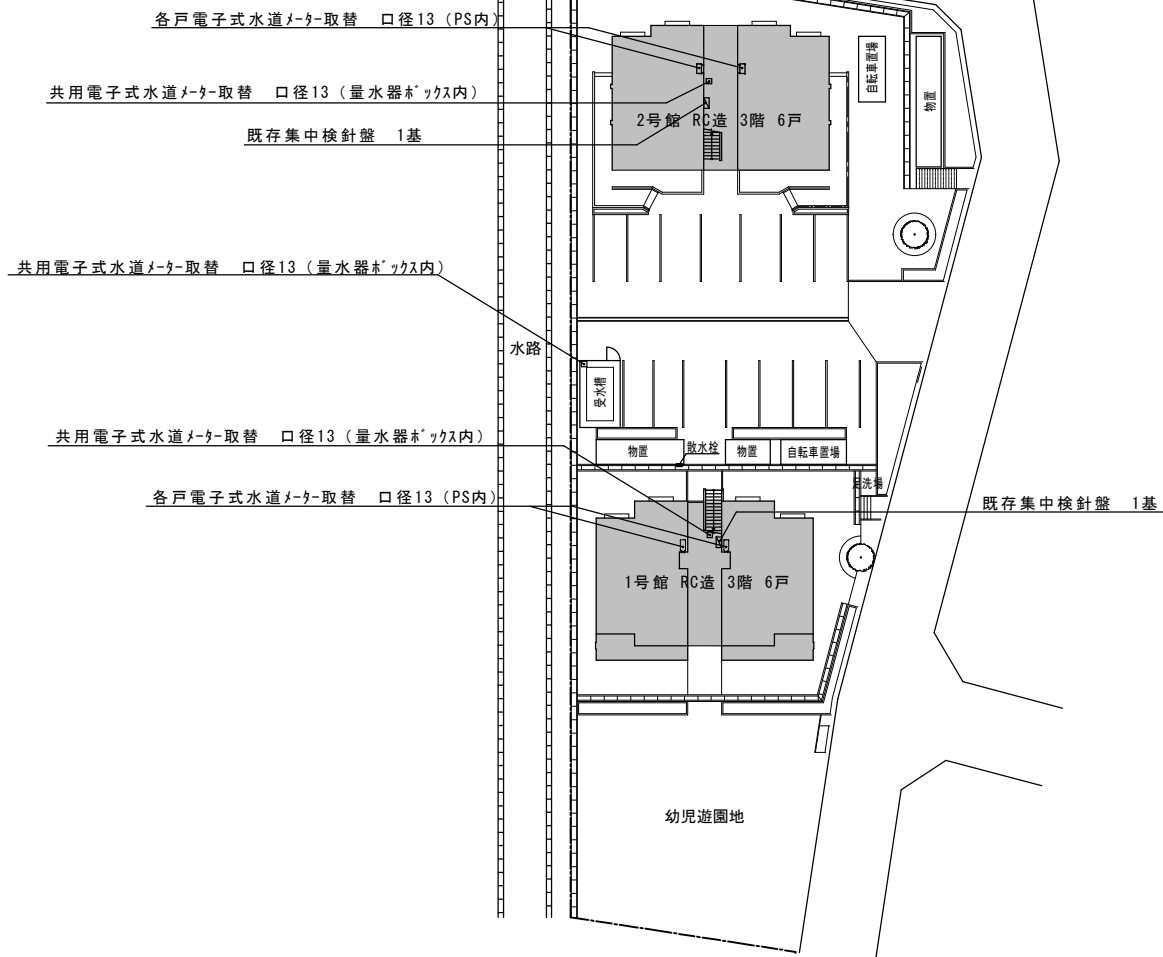 各戸電子式水道ﾒｰﾀｰ取替　口径13（PS内）
共用電子式水道ﾒｰﾀｰ取替　口径13（量水器ﾎﾞｯｸｽ内）
既存集中検針盤　1基
2号館 RC造 3階 6戸
自転車置場
物置
共用電子式水道ﾒｰﾀｰ取替　口径13（量水器ﾎﾞｯｸｽ内）
水路
受水槽
共用電子式水道ﾒｰﾀｰ取替　口径13（量水器ﾎﾞｯｸｽ内）
物置
散水栓
物置
自転車置場
足洗場
各戸電子式水道ﾒｰﾀｰ取替　口径13（PS内）
既存集中検針盤　1基
1号館 RC造 3階 6戸
幼児遊園地